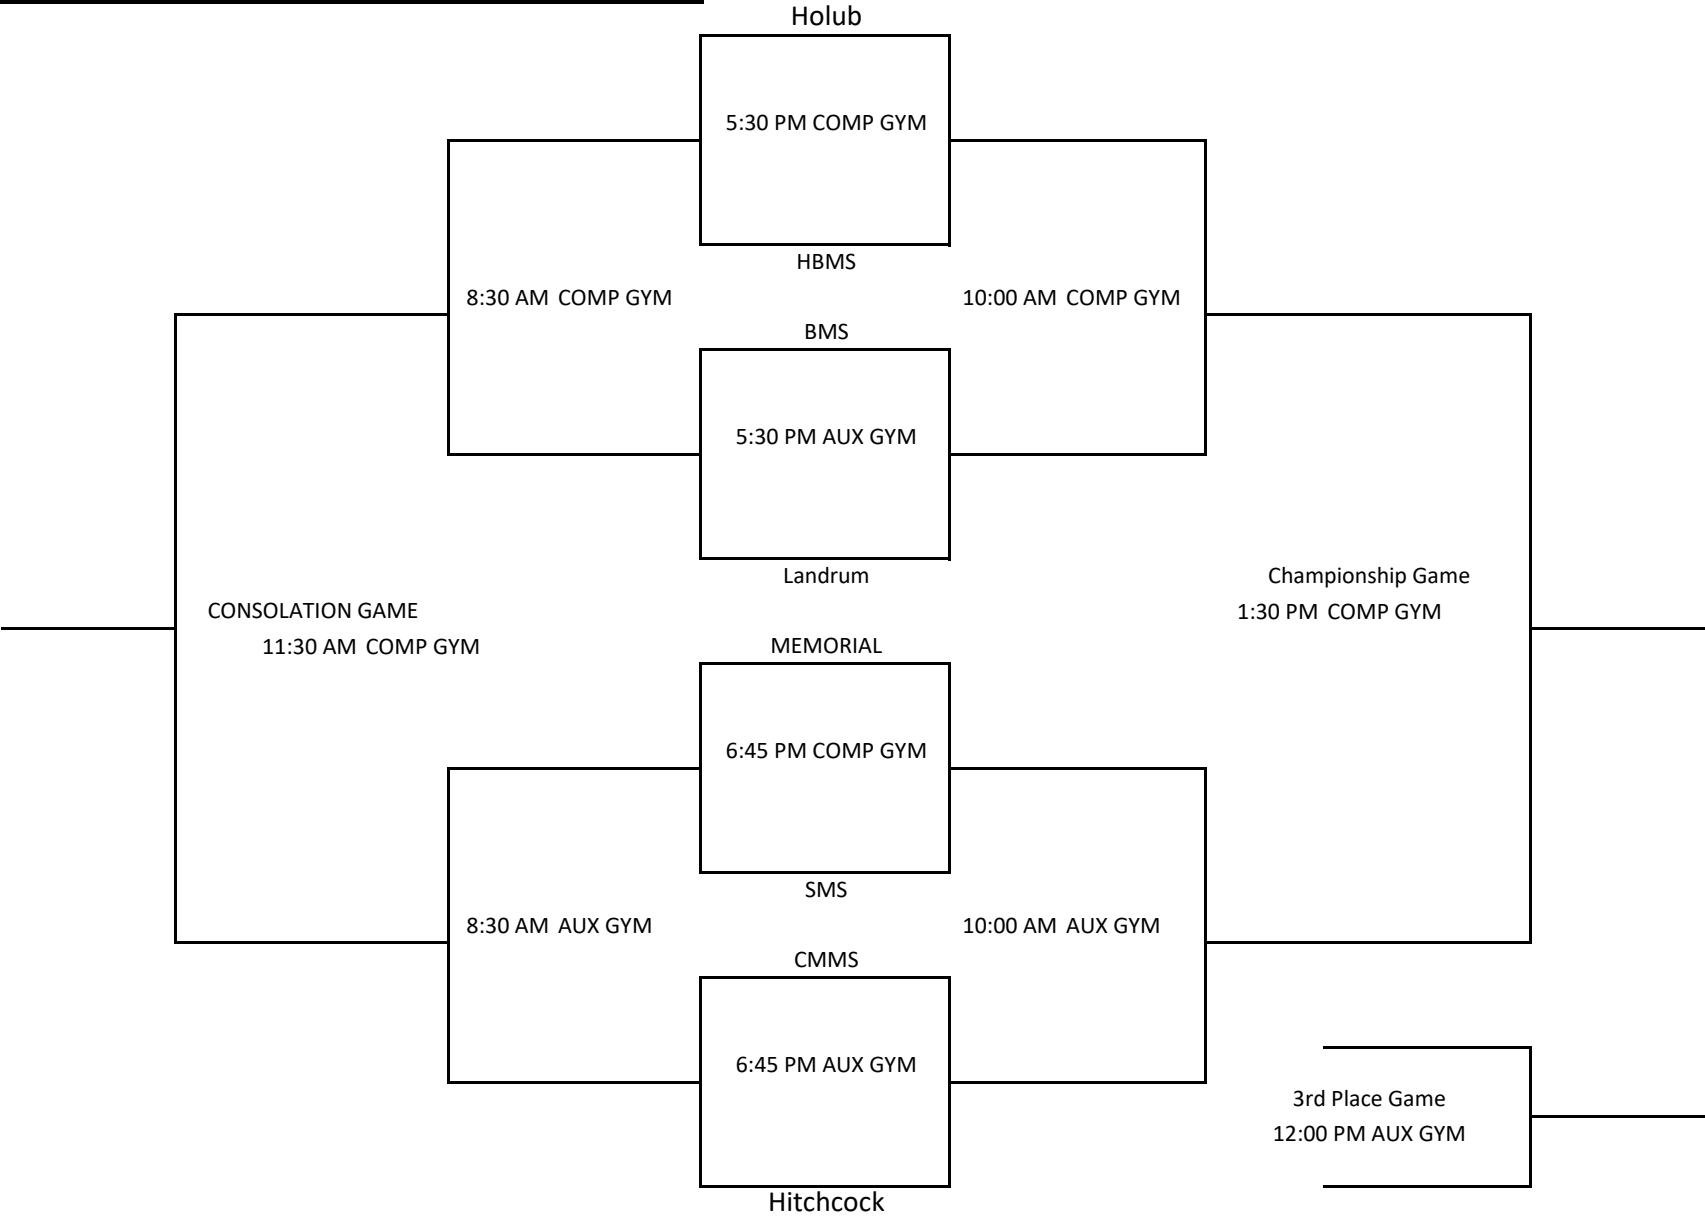 Holub
5:30 PM COMP GYM
HBMS
8:30 AM COMP GYM
10:00 AM COMP GYM
BMS
5:30 PM AUX GYM
Landrum
Championship Game
CONSOLATION GAME
1:30 PM COMP GYM
11:30 AM COMP GYM
MEMORIAL
6:45 PM COMP GYM
SMS
8:30 AM AUX GYM
10:00 AM AUX GYM
CMMS
6:45 PM AUX GYM
3rd Place Game
12:00 PM AUX GYM
Hitchcock